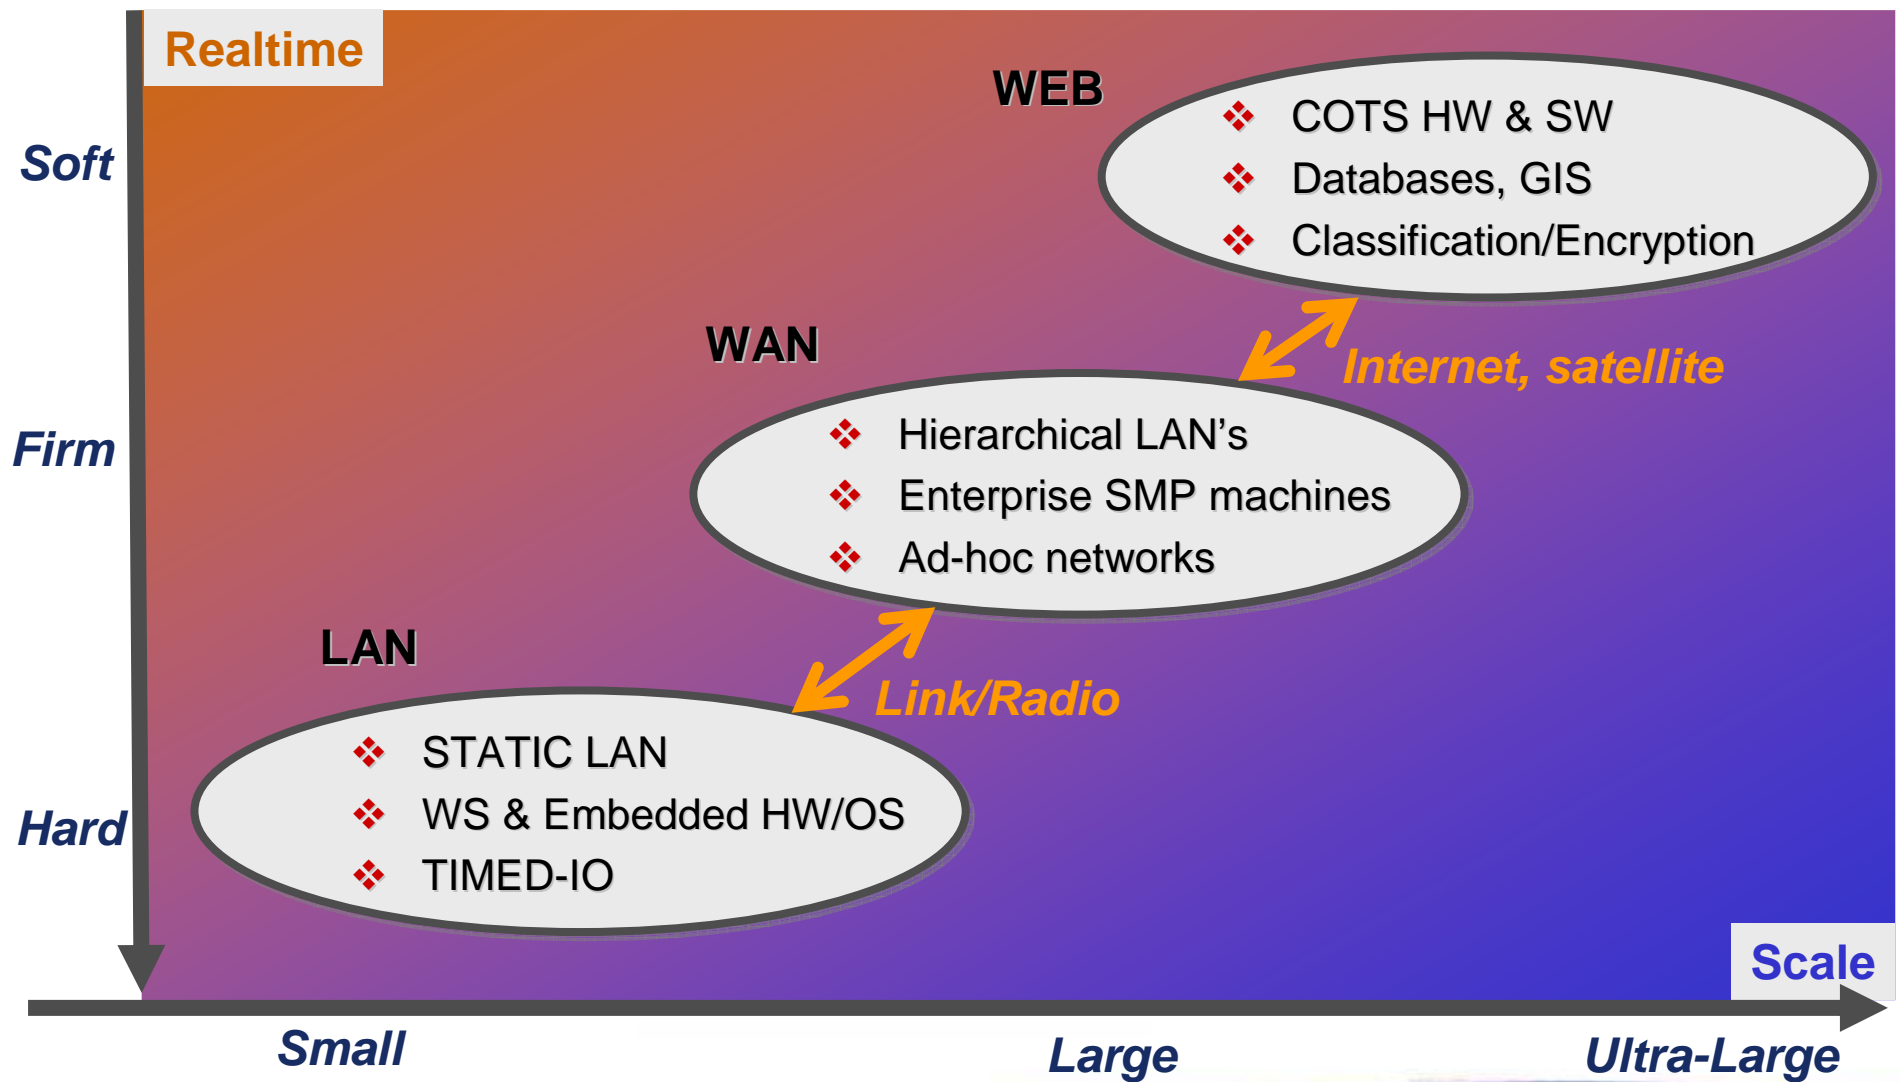 Realtime
WEB
COTS HW & SW
Soft
Databases, GIS
Classification/Encryption
WAN
Internet, satellite
Hierarchical LAN’s
Firm
Enterprise SMP machines
Ad-hoc networks
LAN
Link/Radio
STATIC LAN
WS & Embedded HW/OS
Hard
TIMED-IO
Scale
Small
Large
Ultra-Large